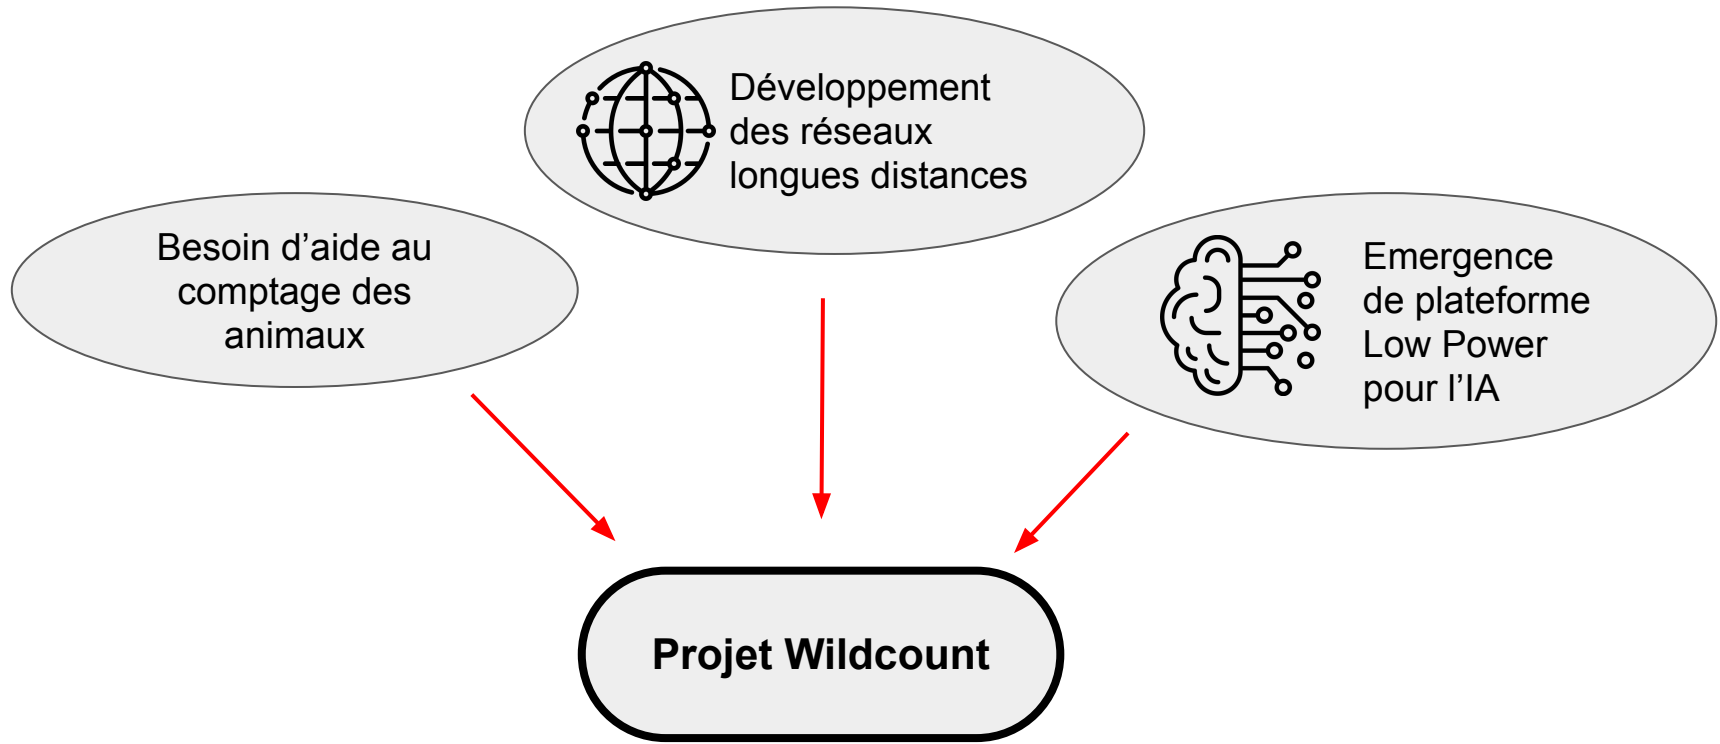 Développement
des réseaux
longues distances
Besoin d’aide au
comptage des
animaux
Emergence
de plateforme
Low Power
pour l’IA
Projet Wildcount